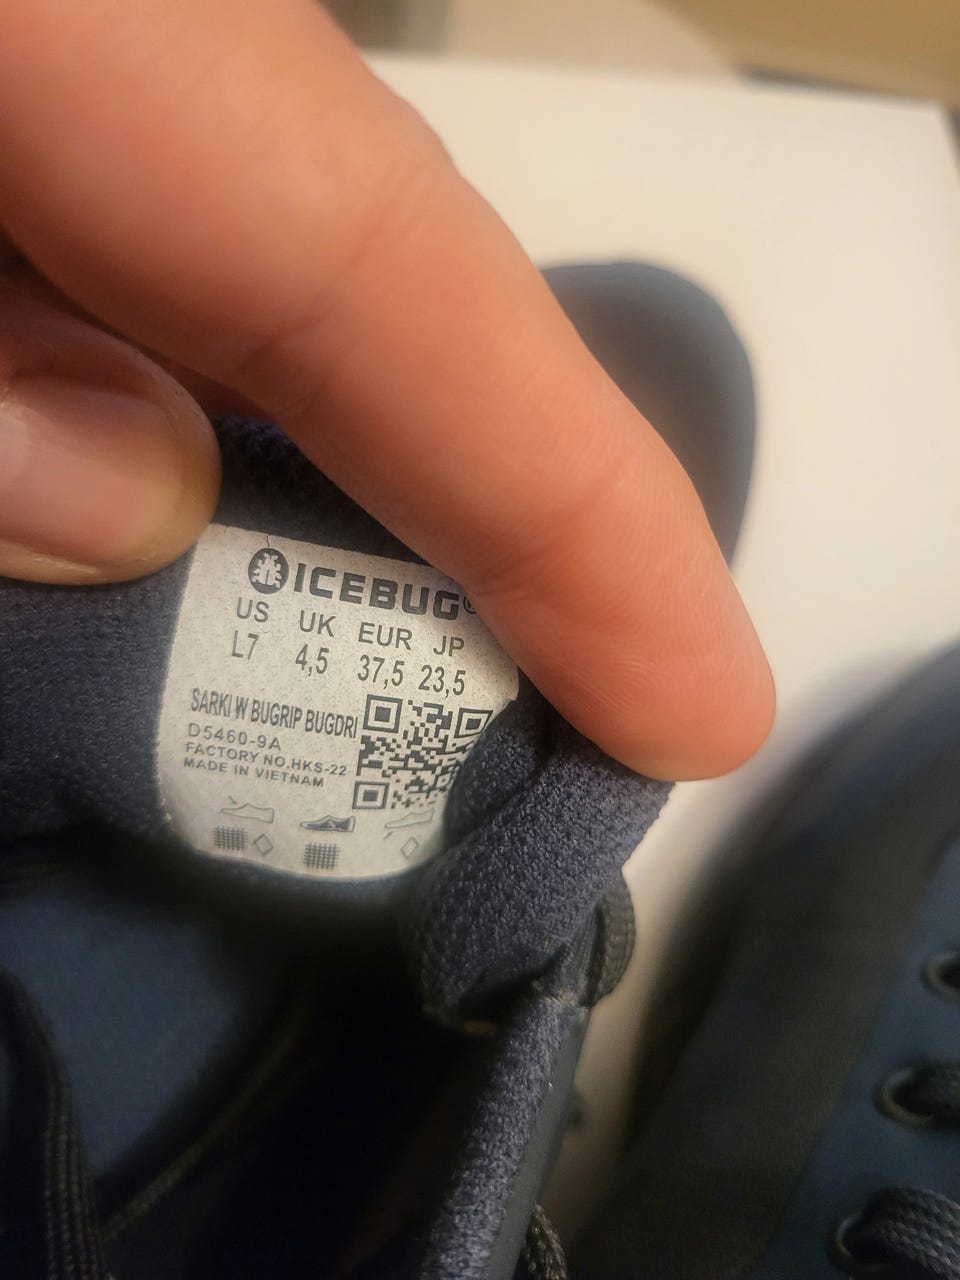 ICEBUG®
US UK EUR JP
L7 4,5 37,5 23,5
SARKI W BUGRIP BUGDRI
D5460-9A
FACTORY NO.HKS-22
MADE IN VIETNAM